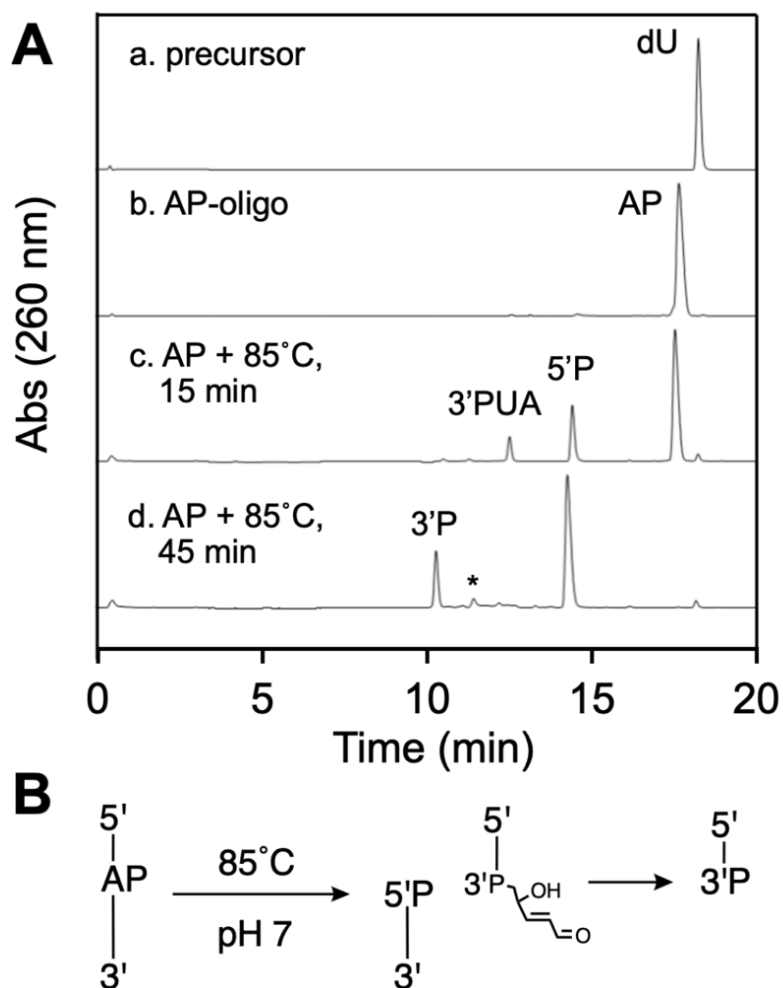 A
a. precursor
dU
b. AP-oligo
AP
c. AP + 85˚C,
15 min
3'PUA
5'P
d. AP + 85˚C,
45 min
3'P
*
Abs (260 nm)
0 5 10 15 20
Time (min)
B
5'
AP
3'
85˚C
pH 7
5'P
3'
5'
3'P
OH
O
5'
3'P